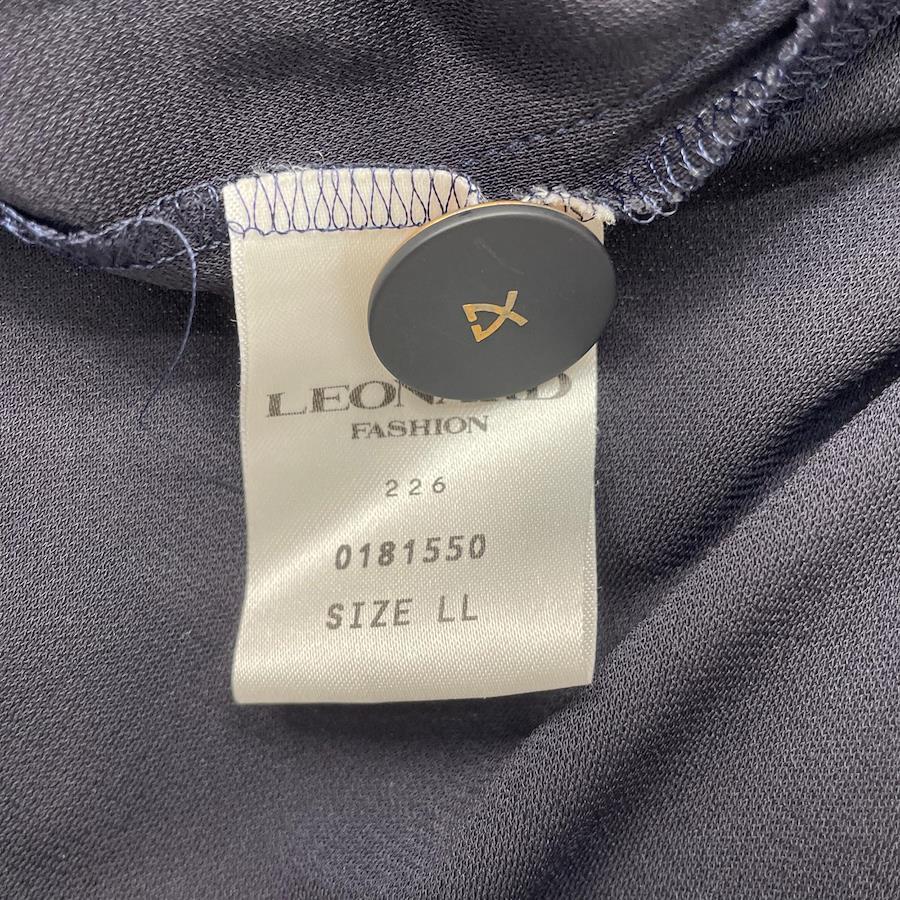 LEONARD
FASHION
226
0181550
SIZE LL